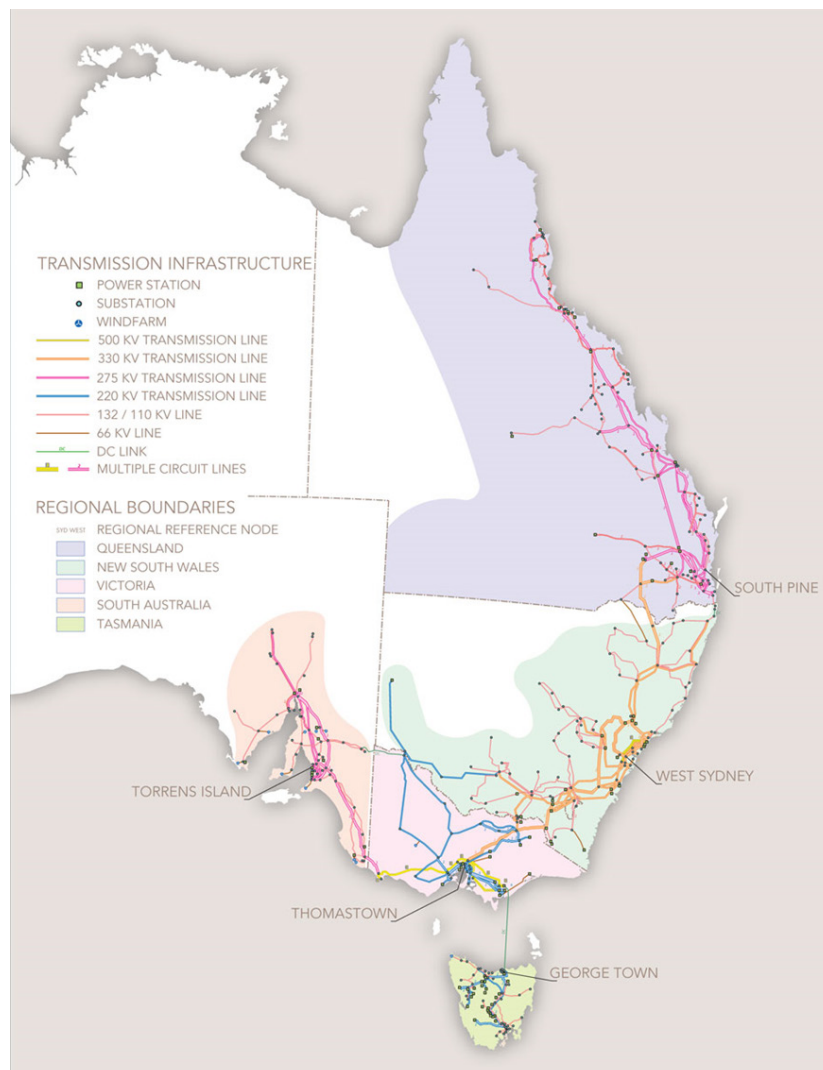 TRANSMISSION INFRASTRUCTURE
POWER STATION
SUBSTATION
WINDFARM
500 KV TRANSMISSION LINE
330 KV TRANSMISSION LINE
275 KV TRANSMISSION LINE
220 KV TRANSMISSION LINE
132 / 110 KV LINE
66 KV LINE
DC LINK
MULTIPLE CIRCUIT LINES
REGIONAL BOUNDARIES
SYD WEST REGIONAL REFERENCE NODE
QUEENSLAND
NEW SOUTH WALES
VICTORIA
SOUTH AUSTRALIA
TASMANIA
SOUTH PINE
WEST SYDNEY
TORRENS ISLAND
THOMASTOWN
GEORGE TOWN